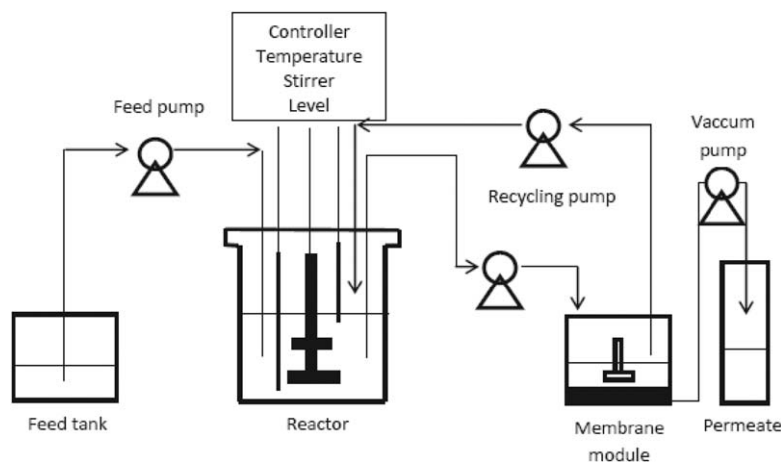 Controller
Temperature
Stirrer
Level
Feed pump
Vaccum
pump
Recycling pump
Feed tank
Reactor
Membrane
module
Permeate